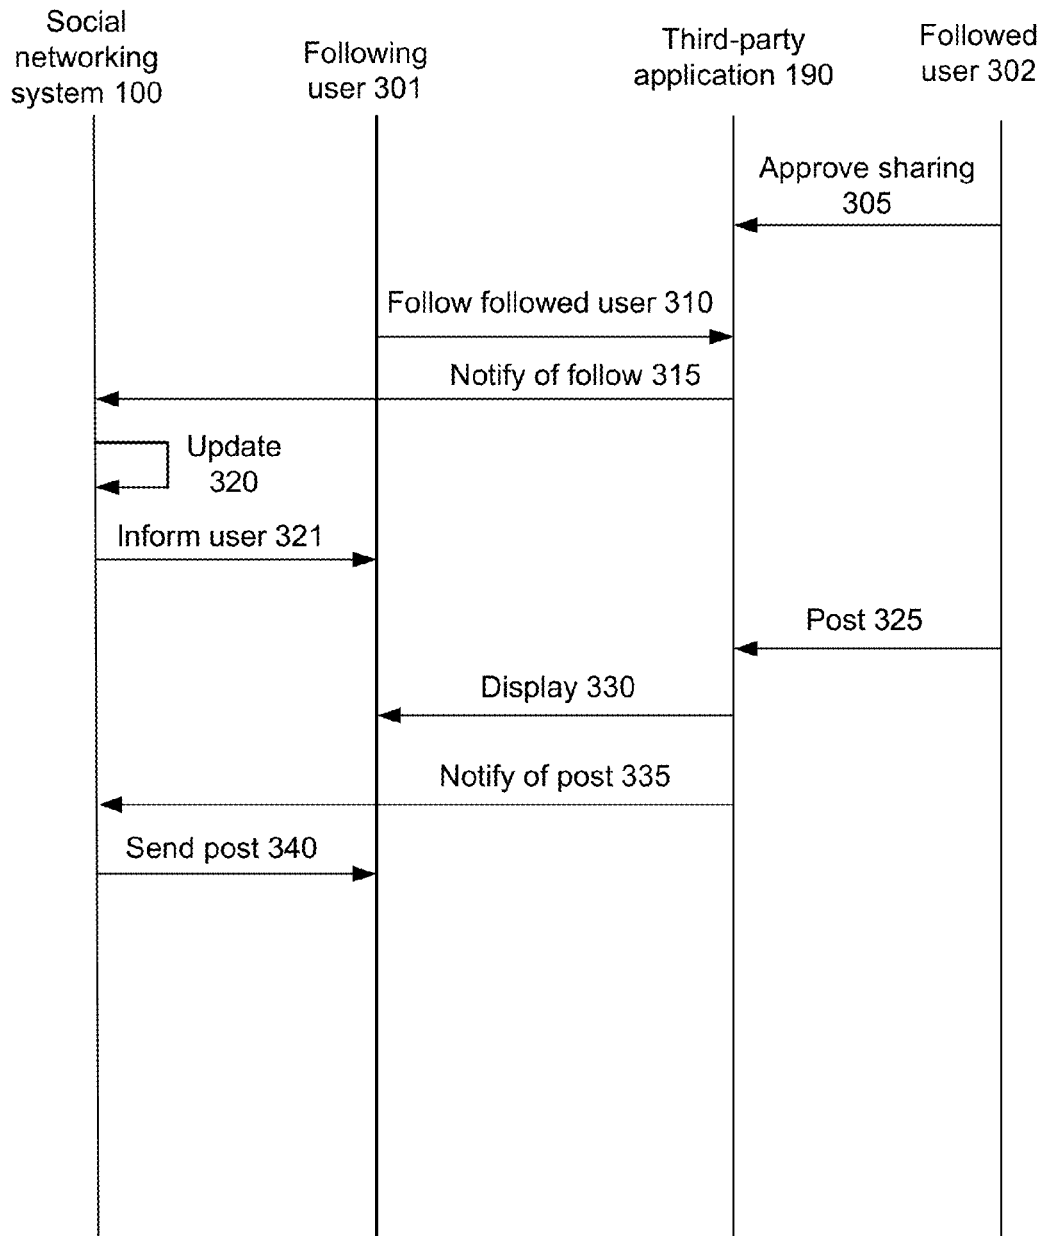 Social
networking
system 100
Following
user 301
Third-party
application 190
Followed
user 302
Approve sharing
305
Follow followed user 310
Notify of follow 315
Update
320
Inform user 321
Post 325
Display 330
Notify of post 335
Send post 340